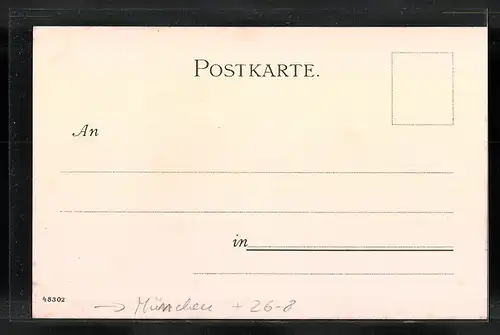 POSTKARTE.
An
in
48302
→ München + 26-8